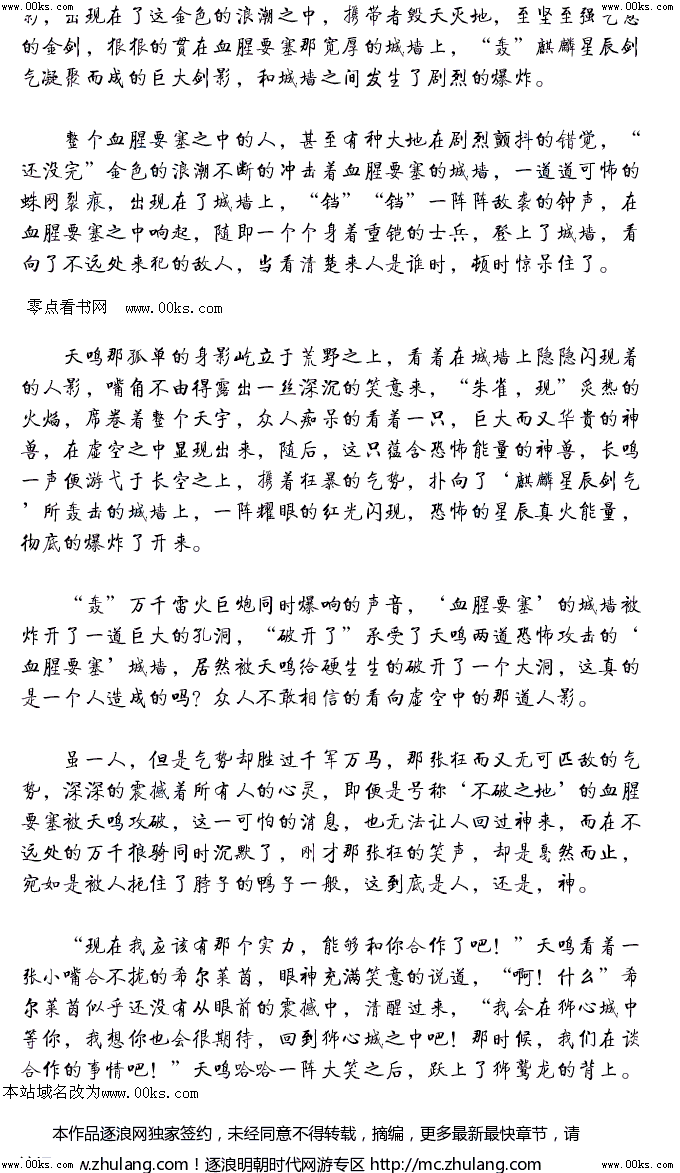 www.00ks.com www.00ks.com
影，出现在了这金色的浪潮之中，携带者毁天灭地，至坚至强气息
的金剑，狠狠的贯在血腥要塞那宽厚的城墙上，“轰”麒麟星辰剑
气凝聚而成的巨大剑影，和城墙之间发生了剧烈的爆炸。
整个血腥要塞之中的人，甚至有种大地在剧烈颤抖的错觉，“
还没完”金色的浪潮不断的冲击着血腥要塞的城墙，一道道可怖的
蛛网裂痕，出现在了城墙上，“铛”“铛”一阵阵敌袭的钟声，在
血腥要塞之中响起，随即一个个身着重铠的士兵，登上了城墙，看
向了不远处来犯的敌人，当看清楚来人是谁时，顿时惊呆住了。
零点看书网 www.00ks.com
天鸣那孤单的身影屹立于荒野之上，看着在城墙上隐隐闪现着
的人影，嘴角不由得露出一丝深沉的笑意来，“朱雀，现”炙热的
火焰，席卷着整个天宇，众人痴呆的看着一只，巨大而又华贵的神
兽，在虚空之中显现出来，随后，这只蕴含恐怖能量的神兽，长鸣
一声便游弋于长空之上，携着狂暴的气势，扑向了‘麒麟星辰剑气
’所轰击的城墙上，一阵耀眼的红光闪现，恐怖的星辰真火能量，
彻底的爆炸了开来。
“轰”万千雷火巨炮同时爆响的声音，‘血腥要塞’的城墙被
炸开了一道巨大的孔洞，“破开了”承受了天鸣两道恐怖攻击的‘
血腥要塞’城墙，居然被天鸣给硬生生的破开了一个大洞，这真的
是一个人造成的吗？众人不敢相信的看向虚空中的那道人影。
虽一人，但是气势却胜过千军万马，那张狂而又无可匹敌的气
势，深深的震撼着所有人的心灵，即便是号称‘不破之地’的血腥
要塞被天鸣攻破，这一可怕的消息，也无法让人回过神来，而在不
远处的万千狼骑同时沉默了，刚才那张狂的笑声，却是戛然而止，
宛如是被人扼住了脖子的鸭子一般，这到底是人，还是，神。
“现在我应该有那个实力，能够和你合作了吧！”天鸣看着一
张小嘴合不拢的希尔莱茵，眼神充满笑意的说道，“啊！什么”希
尔莱茵似乎还没有从眼前的震撼中，清醒过来，“我会在狮心城中
等你，我想你也会很期待，回到狮心城之中吧！那时候，我们在谈
合作的事情吧！”天鸣哈哈一阵大笑之后，跃上了狮鹫龙的背上。
本站域名改为www.00ks.com
本作品逐浪网独家签约，未经同意不得转载，摘编，更多最新最快章节，请
www.zhulang.com！逐浪明朝时代网游专区 http://mc.zhulang.com/
www.00ks.com www.00ks.com